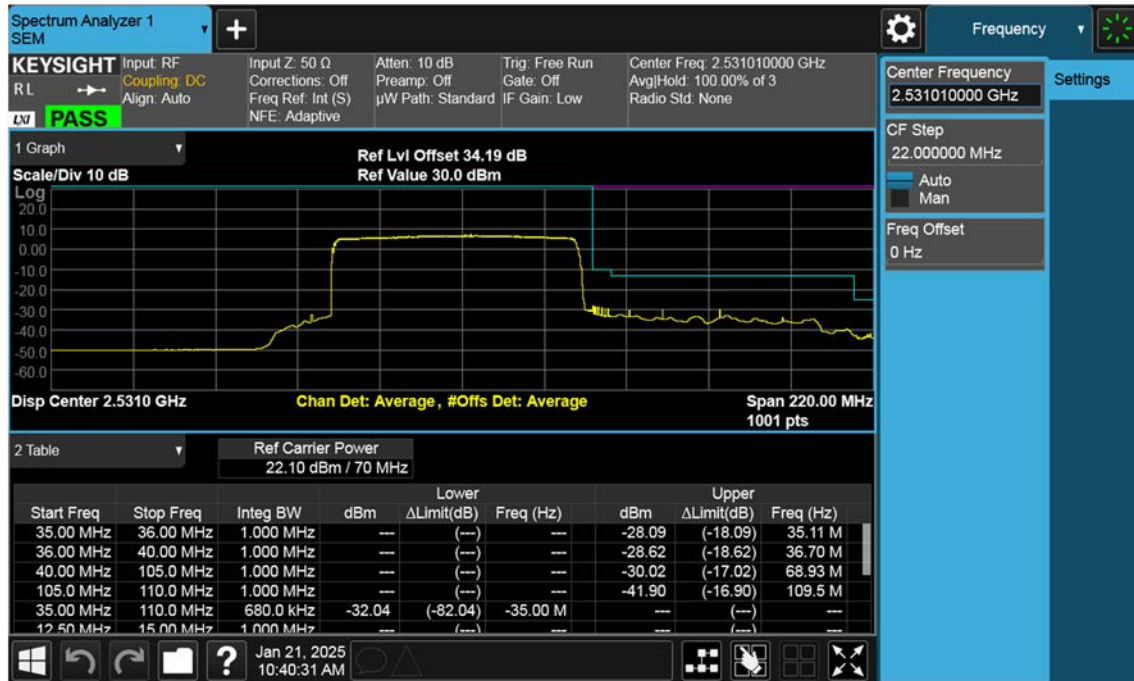 Spectrum Analyzer 1
SEM
+
Frequency
KEYSIGHT
R L
LXI
PASS
Input: RF
Coupling: DC
Align: Auto
Input Z: 50 Ω
Corrections: Off
Freq Ref: Int (S)
NFE: Adaptive
Atten: 10 dB
Preamp: Off
µW Path: Standard
Trig: Free Run
Gate: Off
IF Gain: Low
Center Freq: 2.531010000 GHz
Avg|Hold: 100.00% of 3
Radio Std: None
Center Frequency
2.531010000 GHz
Settings
CF Step
22.000000 MHz
Auto
Man
Freq Offset
0 Hz
1 Graph
Scale/Div 10 dB
Ref Lvl Offset 34.19 dB
Ref Value 30.0 dBm
Log
20.0
10.0
0.00
-10.0
-20.0
-30.0
-40.0
-50.0
-60.0
Disp Center 2.5310 GHz
Chan Det: Average, #Offs Det: Average
Span 220.00 MHz
1001 pts
2 Table
Ref Carrier Power
22.10 dBm / 70 MHz
Lower Upper
Start Freq Stop Freq Integ BW dBm ΔLimit(dB) Freq (Hz) dBm ΔLimit(dB) Freq (Hz)
35.00 MHz 36.00 MHz 1.000 MHz --- (---) --- -28.09 (-18.09) 35.11 M
36.00 MHz 40.00 MHz 1.000 MHz --- (---) --- -28.62 (-18.62) 36.70 M
40.00 MHz 105.0 MHz 1.000 MHz --- (---) --- -30.02 (-17.02) 68.93 M
105.0 MHz 110.0 MHz 1.000 MHz --- (---) --- -41.90 (-16.90) 109.5 M
35.00 MHz 110.0 MHz 680.0 kHz -32.04 (-82.04) -35.00 M --- (---) ---
12.50 MHz 15.00 MHz 1.000 MHz --- (---) --- --- (---) ---
?
Jan 21, 2025
10:40:31 AM